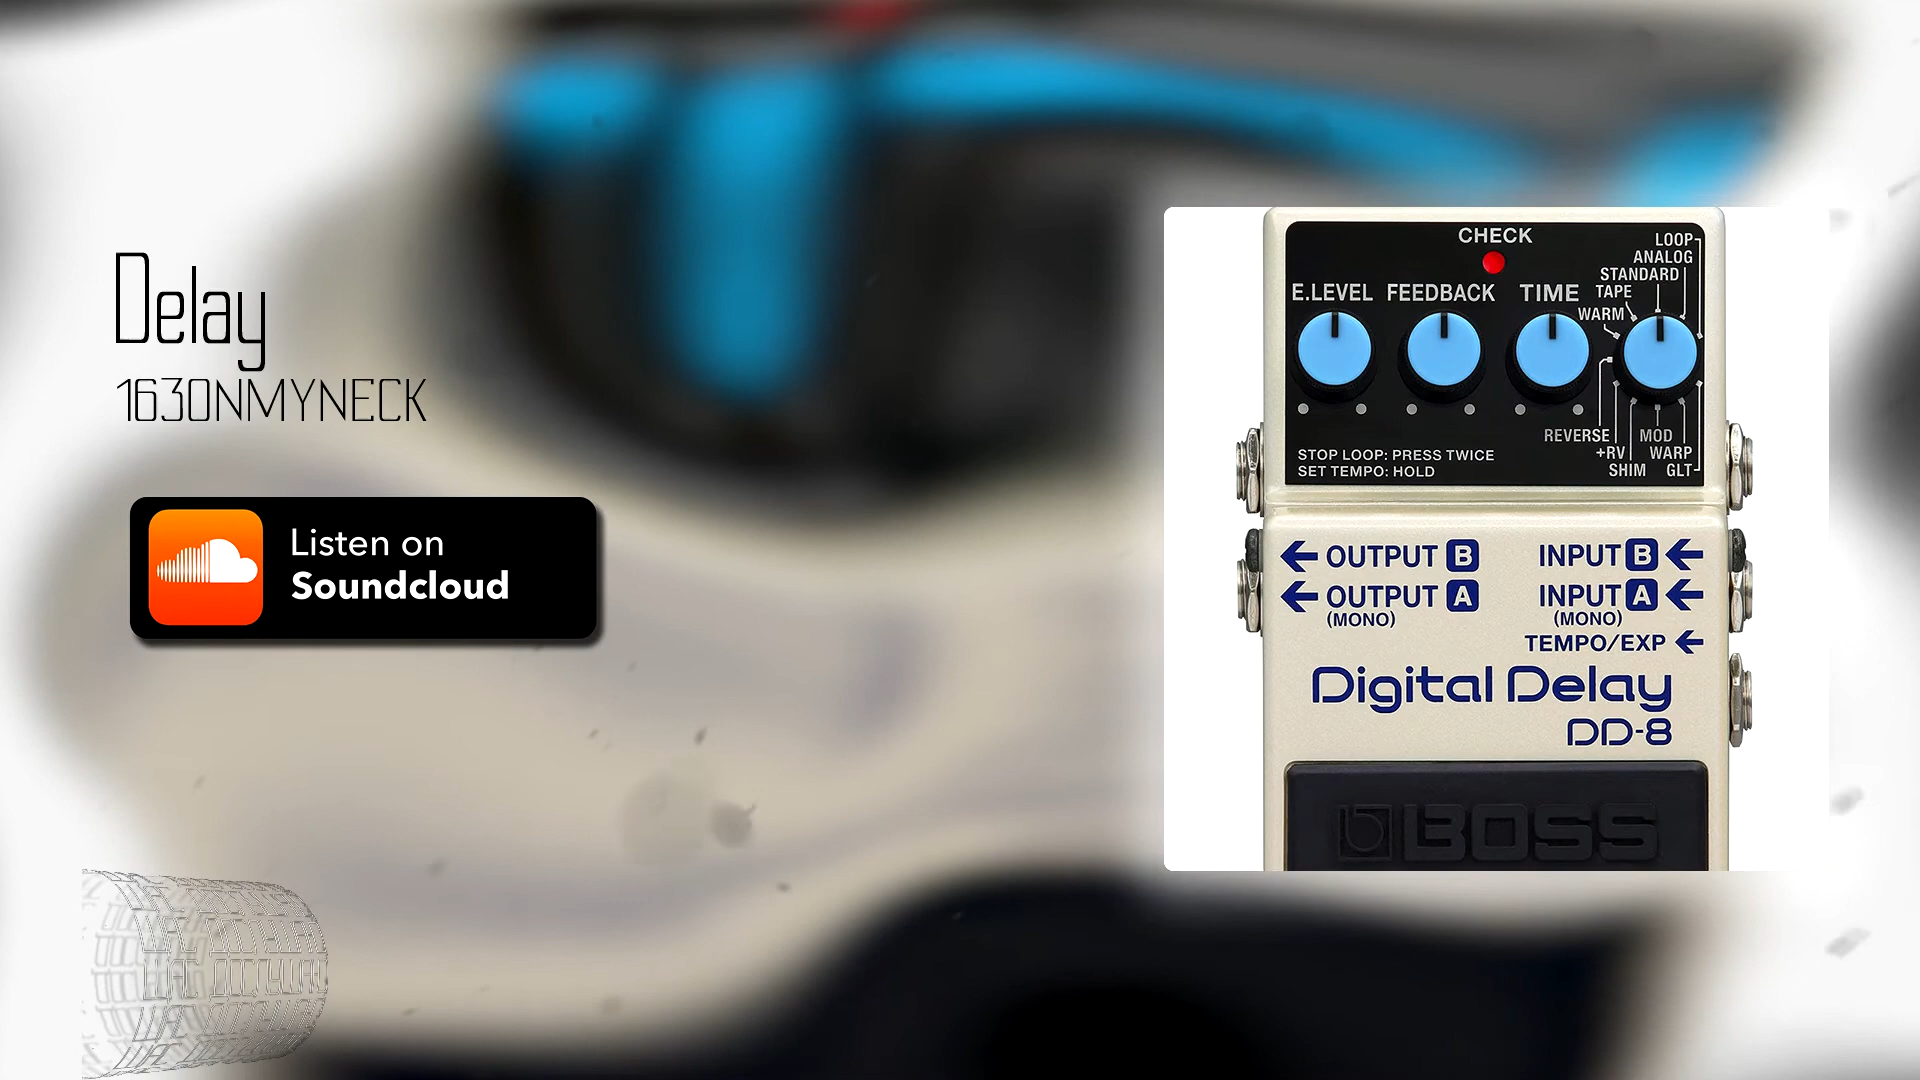 Delay
1630NMYNECK
Listen on
Soundcloud
CHECK
E.LEVEL FEEDBACK TIME
LOOP
ANALOG
STANDARD
TAPE
WARM
REVERSE
+RV
SHIM
MOD
WARP
GLT
STOP LOOP: PRESS TWICE
SET TEMPO: HOLD
OUTPUT B
INPUT B
OUTPUT A
(MONO)
INPUT A
(MONO)
TEMPO/EXP
Digital Delay
DD-8
BOSS